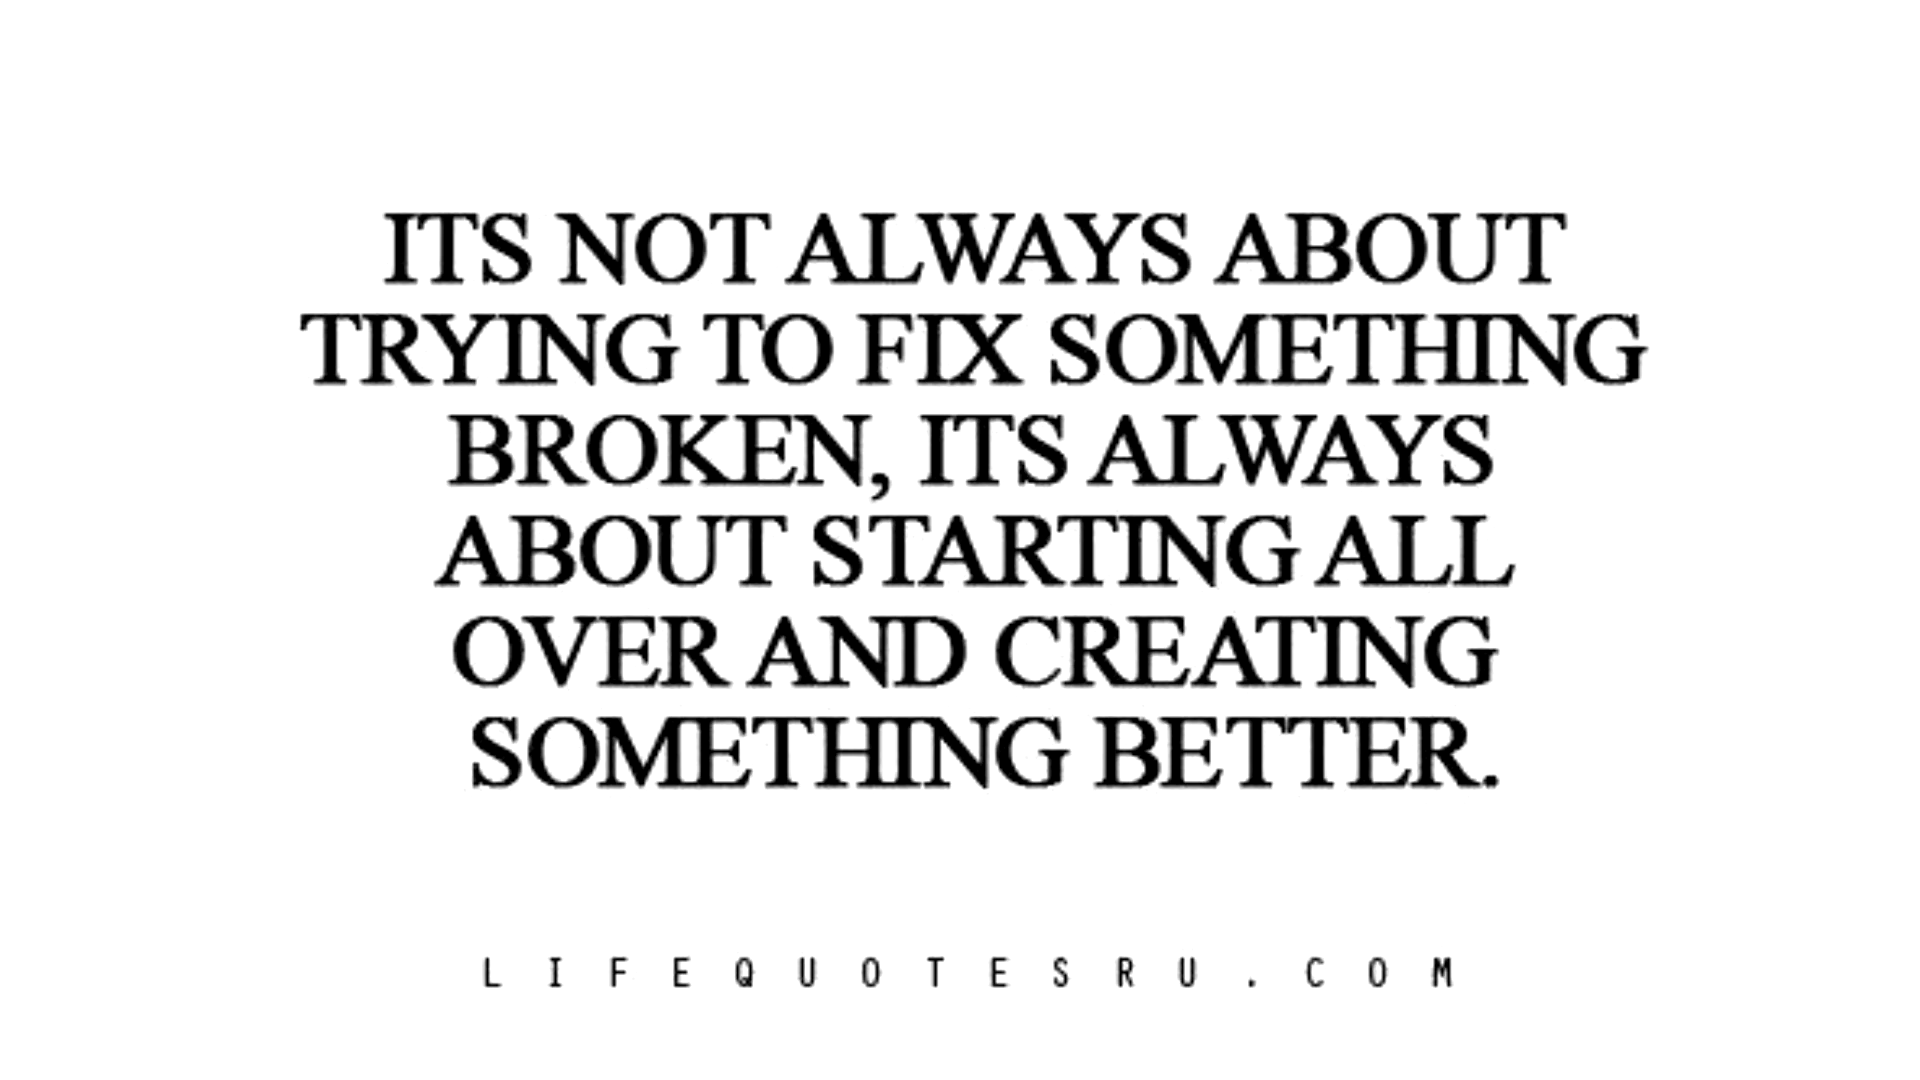 ITS NOT ALWAYS ABOUT
TRYING TO FIX SOMETHING
BROKEN, ITS ALWAYS
ABOUT STARTING ALL
OVER AND CREATING
SOMETHING BETTER.
LIFEQUOTESRU.COM